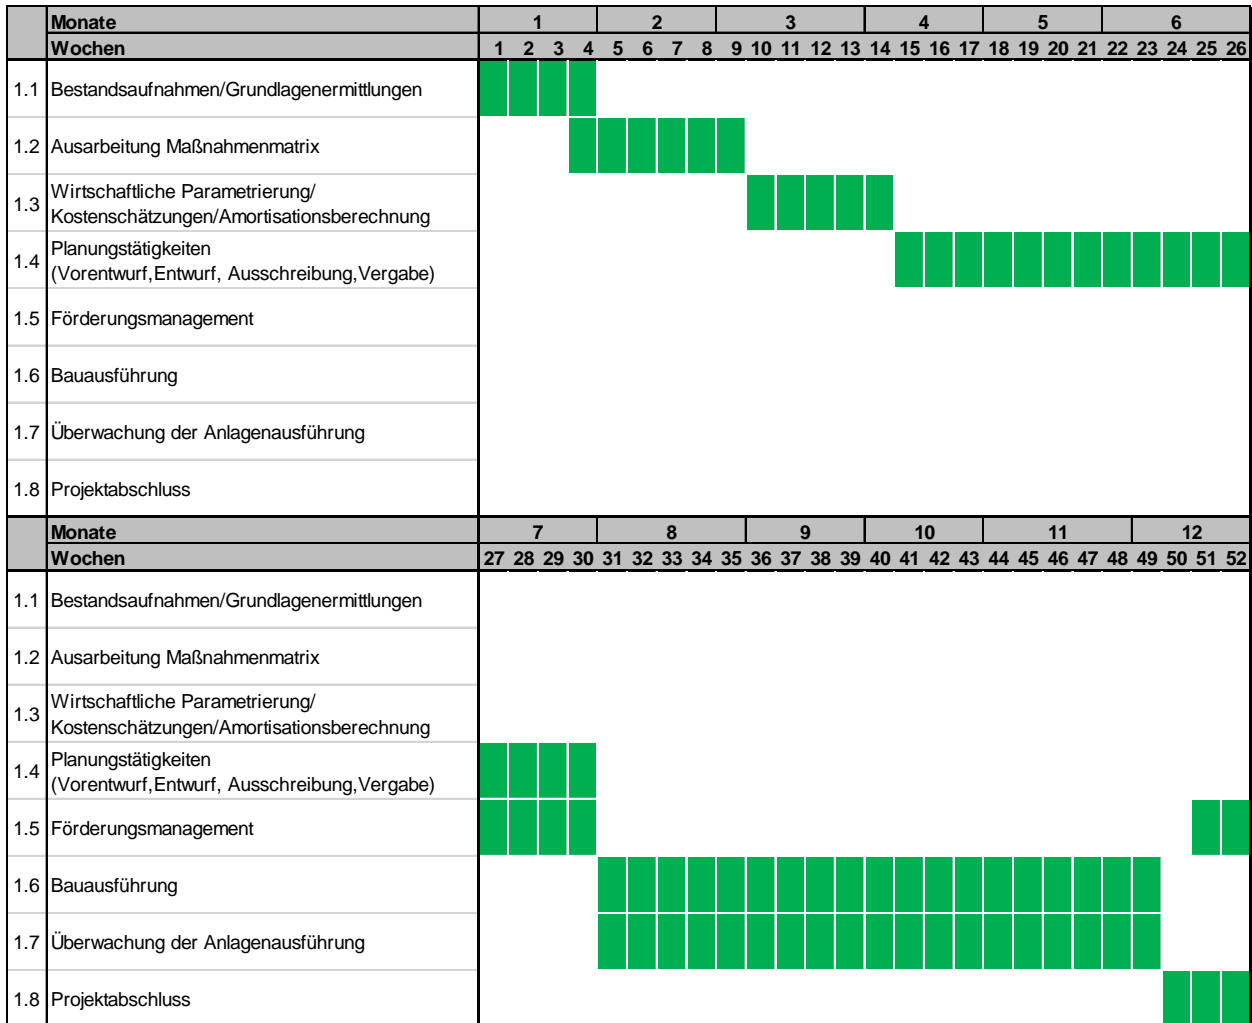 Monate 1 2 3 4 5 6
Wochen 1 2 3 4 5 6 7 8 9 10 11 12 13 14 15 16 17 18 19 20 21 22 23 24 25 26
1.1 Bestandsaufnahmen/Grundlagenermittlungen
1.2 Ausarbeitung Maßnahmenmatrix
1.3 Wirtschaftliche Parametrierung/
Kostenschätzungen/Amortisationsberechnung
1.4 Planungstätigkeiten
(Vorentwurf,Entwurf, Ausschreibung,Vergabe)
1.5 Förderungsmanagement
1.6 Bauausführung
1.7 Überwachung der Anlagenausführung
1.8 Projektabschluss
Monate 7 8 9 10 11 12
Wochen 27 28 29 30 31 32 33 34 35 36 37 38 39 40 41 42 43 44 45 46 47 48 49 50 51 52
1.1 Bestandsaufnahmen/Grundlagenermittlungen
1.2 Ausarbeitung Maßnahmenmatrix
1.3 Wirtschaftliche Parametrierung/
Kostenschätzungen/Amortisationsberechnung
1.4 Planungstätigkeiten
(Vorentwurf,Entwurf, Ausschreibung,Vergabe)
1.5 Förderungsmanagement
1.6 Bauausführung
1.7 Überwachung der Anlagenausführung
1.8 Projektabschluss